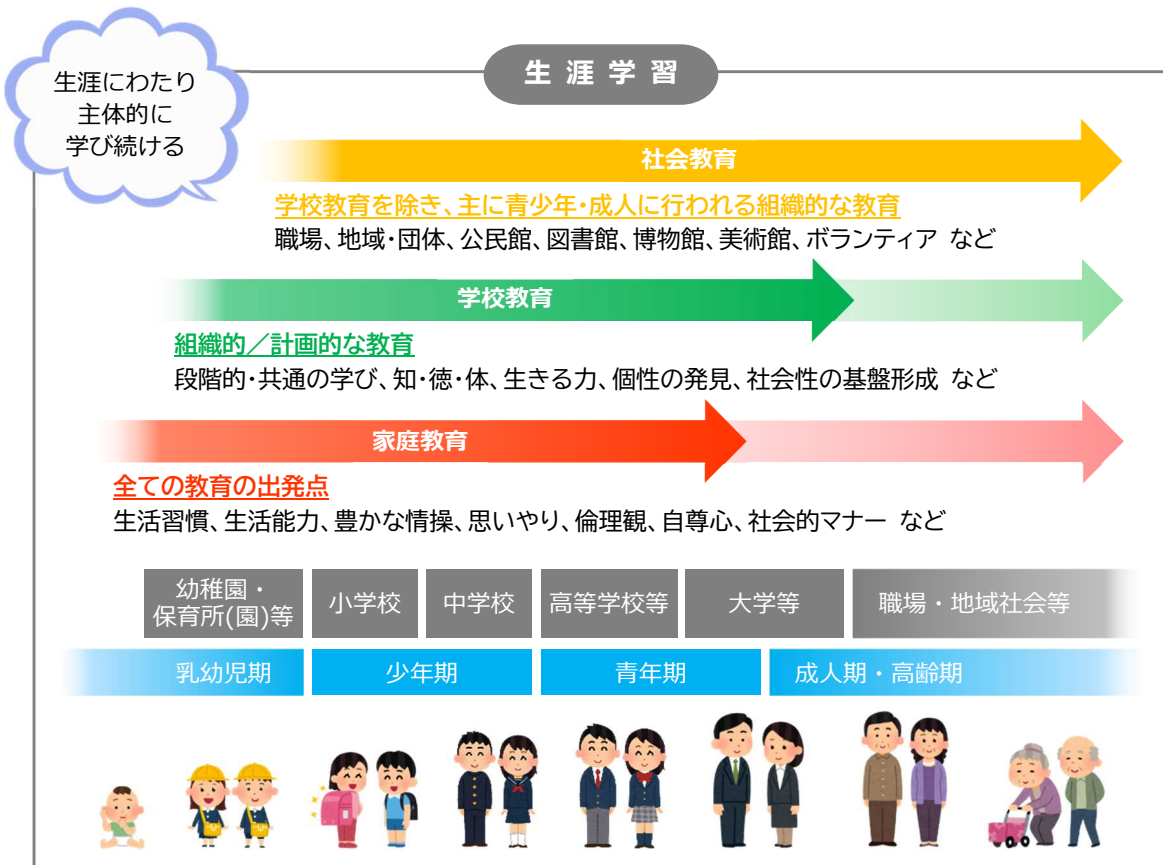 生涯にわたり
主体的に
学び続ける
生涯学習
社会教育
学校教育を除き、主に青少年・成人に行われる組織的な教育
職場、地域・団体、公民館、図書館、博物館、美術館、ボランティア など
学校教育
組織的／計画的な教育
段階的・共通の学び、知・徳・体、生きる力、個性の発見、社会性の基盤形成 など
家庭教育
全ての教育の出発点
生活習慣、生活能力、豊かな情操、思いやり、倫理観、自尊心、社会的マナー など
幼稚園・
保育所(園)等
小学校
中学校
高等学校等
大学等
職場・地域社会等
乳幼児期
少年期
青年期
成人期・高齢期